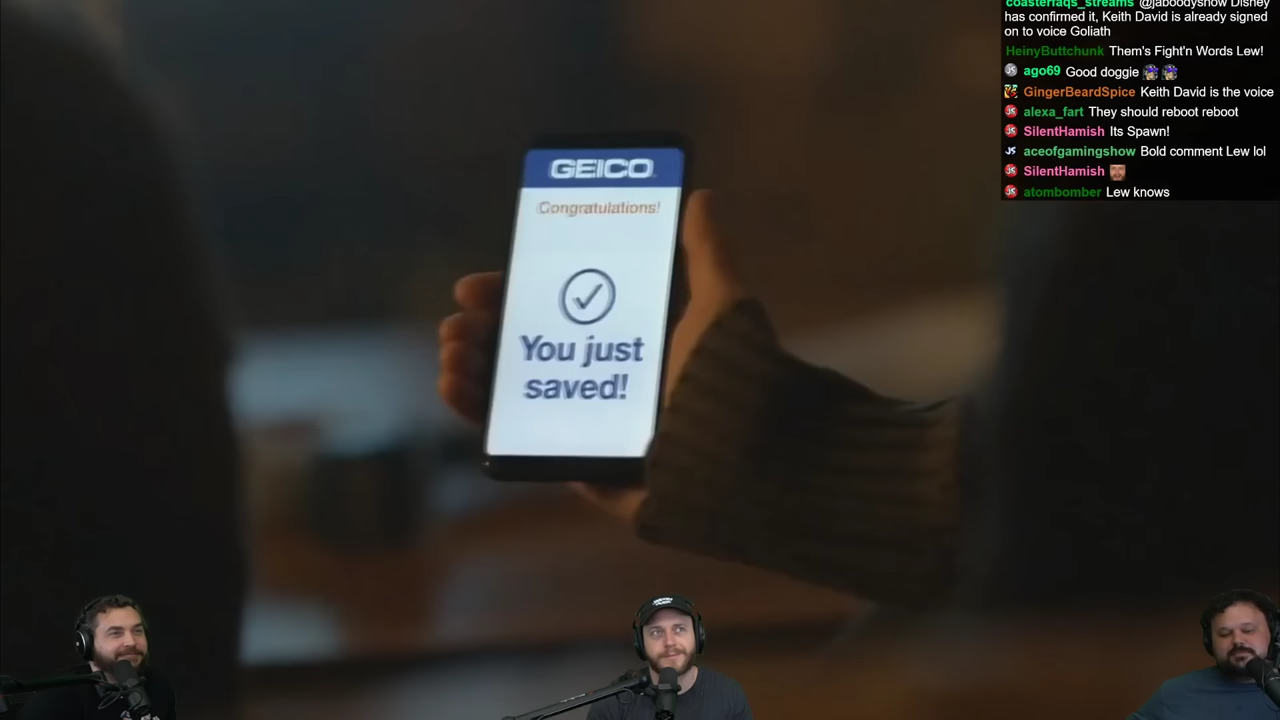 coasterfaqs_streams @jaboodyshow Disney
has confirmed it, Keith David is already signed
on to voice Goliath
HeinyButtchunk Them's Fight'n Words Lew!
ago69 Good doggie
GingerBeardSpice Keith David is the voice
alexa_fart They should reboot reboot
SilentHamish Its Spawn!
aceofgamingshow Bold comment Lew lol
SilentHamish
atombomber Lew knows
GEICO
Congratulations!
You just
saved!